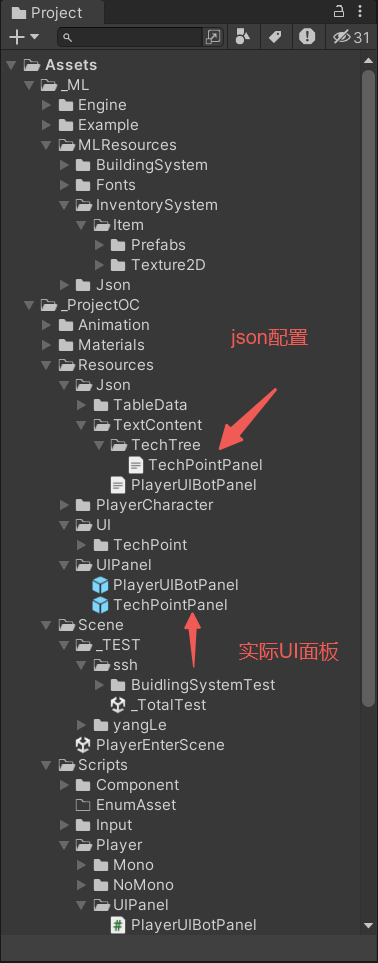 Project
31
Assets
_ML
Engine
Example
MLResources
BuildingSystem
Fonts
InventorySystem
Item
Prefabs
Texture2D
Json
_ProjectOC
Animation
json配置
Materials
Resources
Json
TableData
TextContent
TechTree
TechPointPanel
PlayerUIBotPanel
PlayerCharacter
UI
TechPoint
UIPanel
PlayerUIBotPanel
TechPointPanel
Scene
_TEST
实际UI面板
ssh
BuidlingSystemTest
_TotalTest
yangLe
PlayerEnterScene
Scripts
Component
EnumAsset
Input
Player
Mono
NoMono
UIPanel
PlayerUIBotPanel